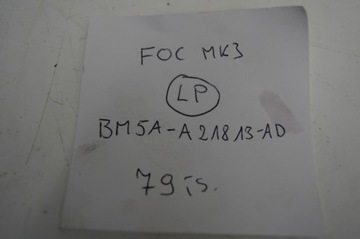 FOC MK3
LP
BM5A-A21813-AD
79 is.